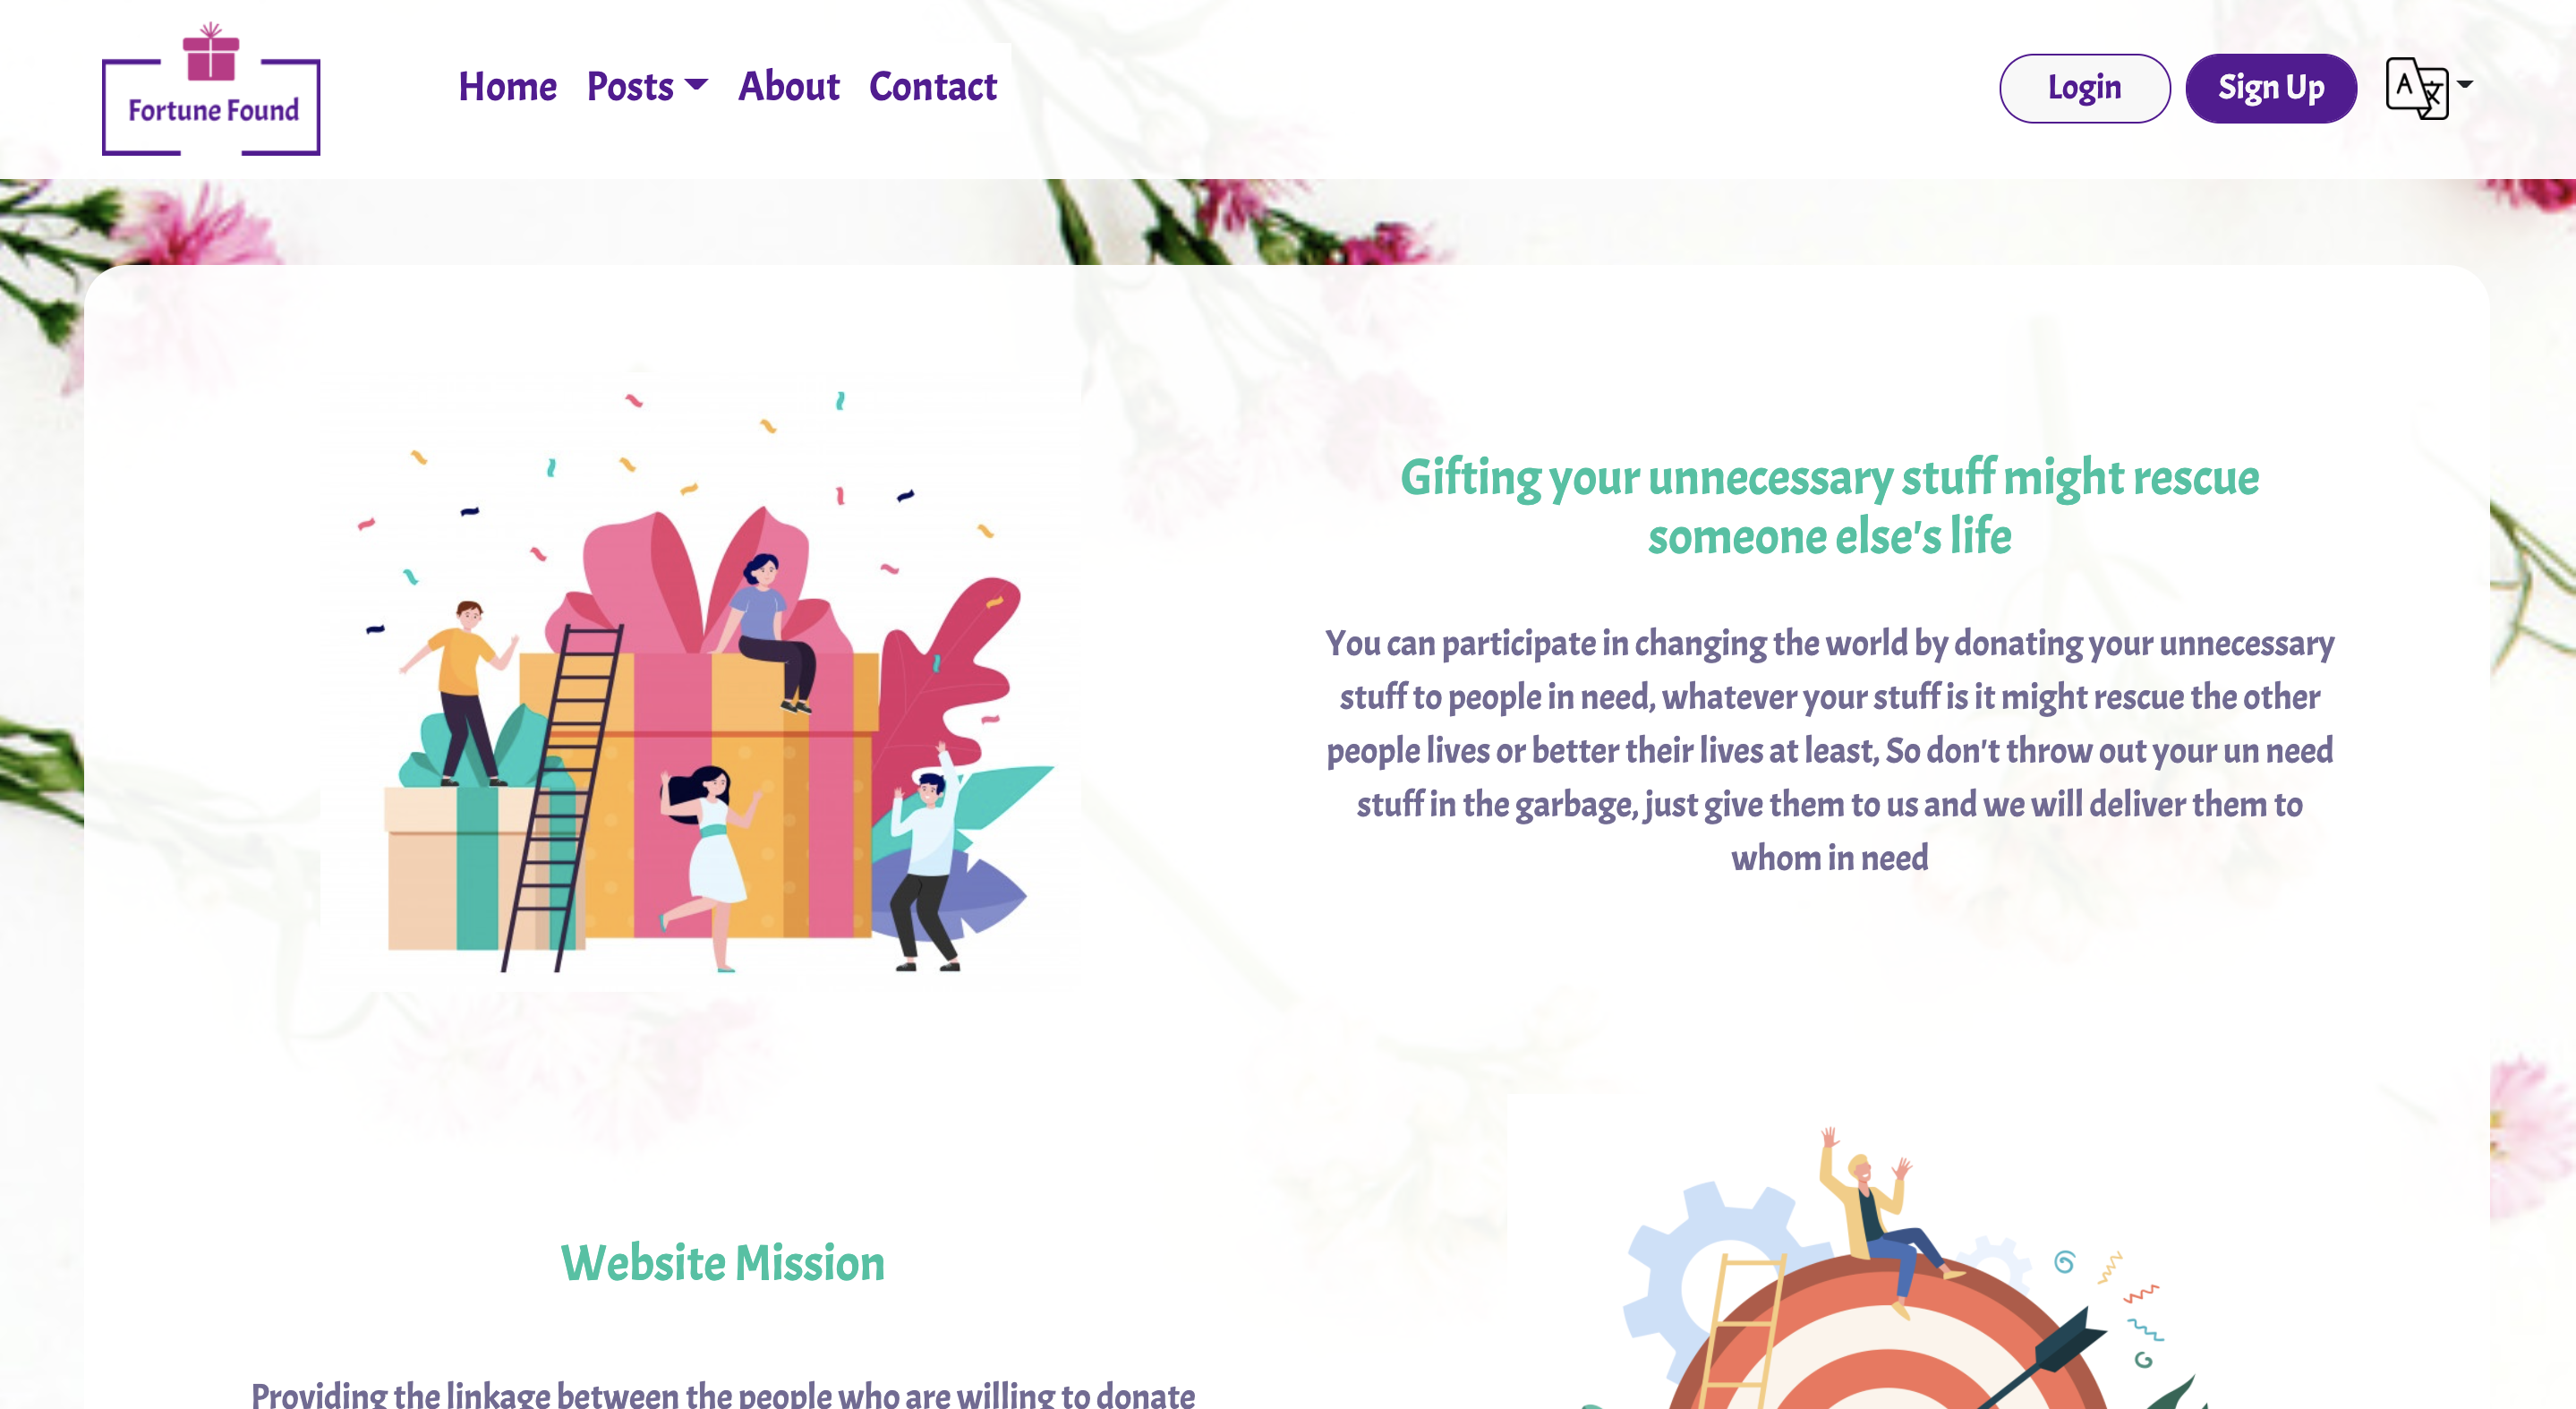 Fortune Found
Home Posts About Contact
Login Sign Up
A 文
Gifting your unnecessary stuff might rescue
someone else's life
You can participate in changing the world by donating your unnecessary
stuff to people in need, whatever your stuff is it might rescue the other
people lives or better their lives at least, So don't throw out your un need
stuff in the garbage, just give them to us and we will deliver them to
whom in need
Website Mission
Providing the linkage between the people who are willing to donate